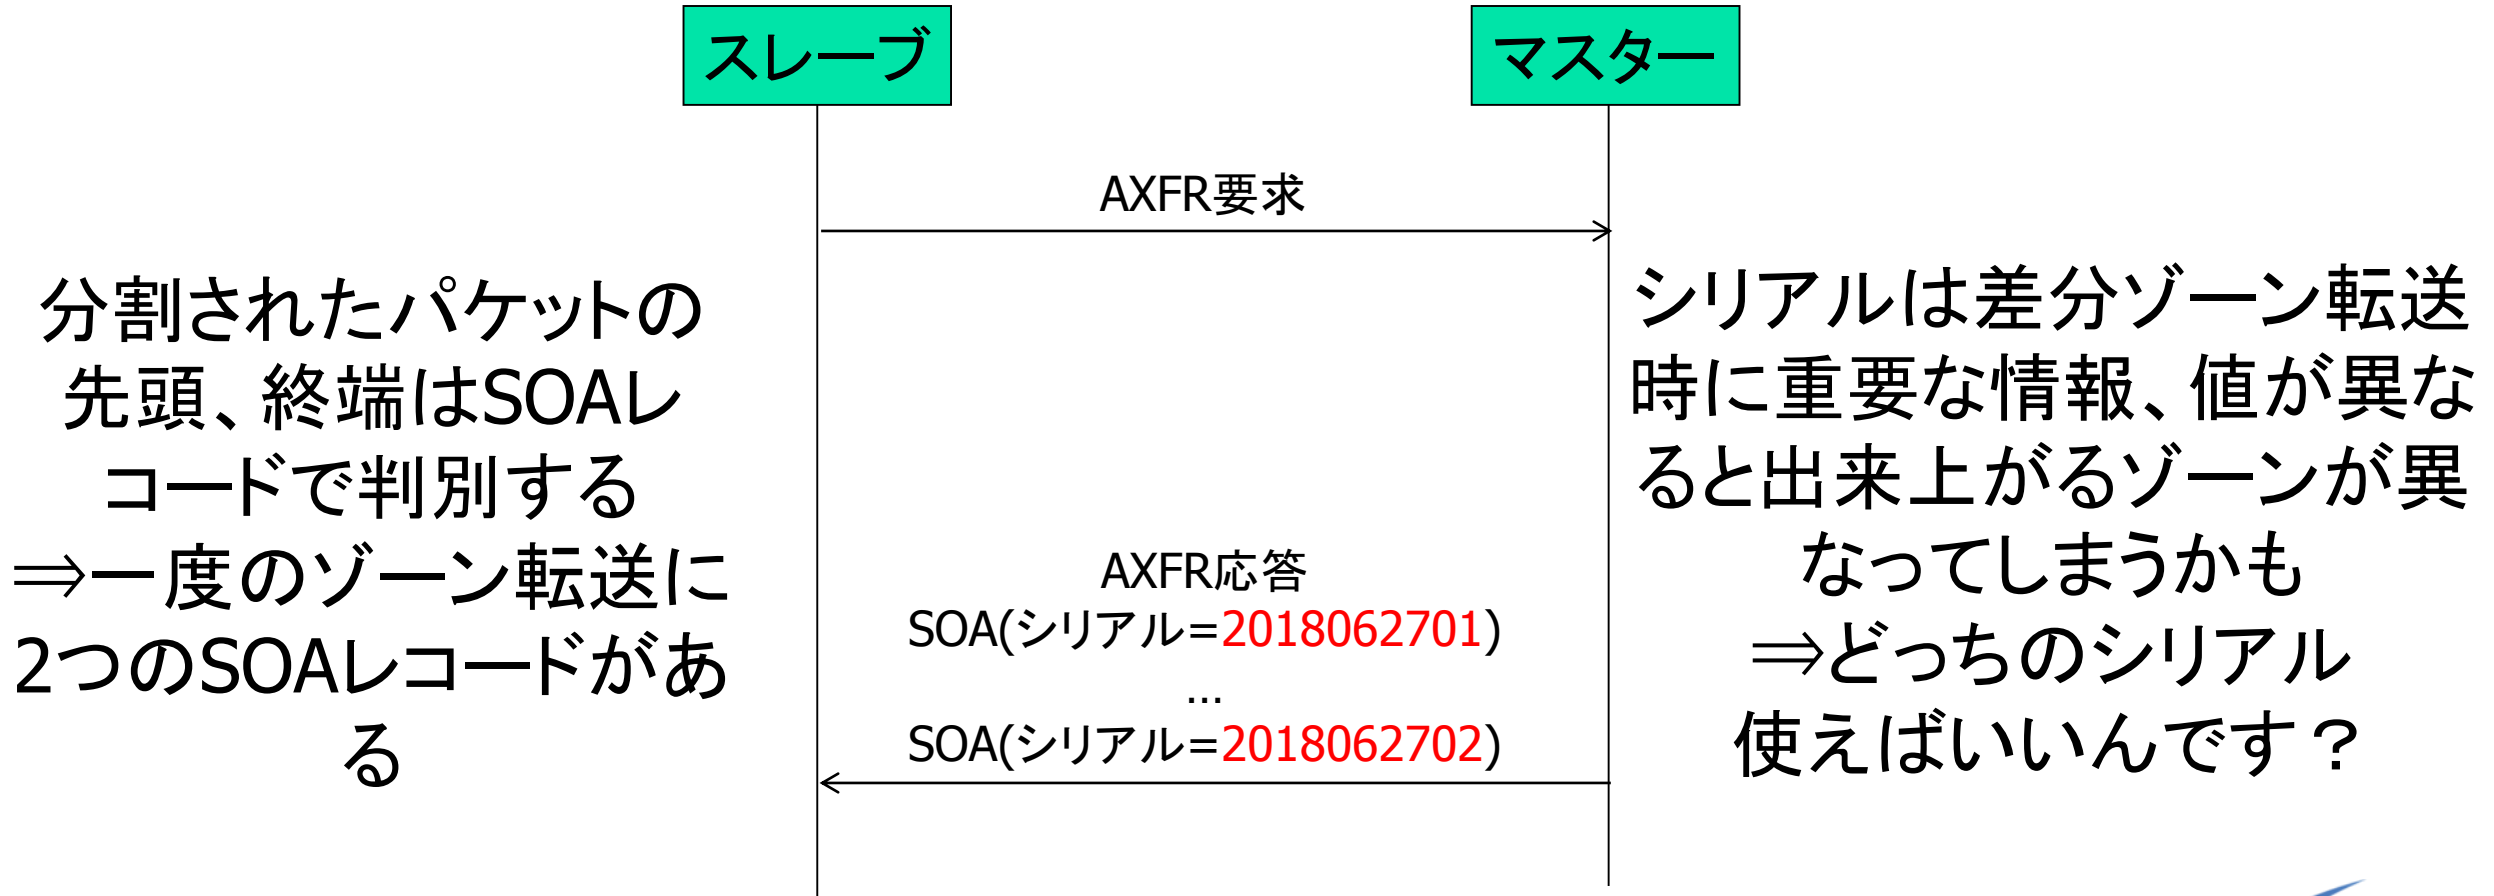 スレーブ
マスター
AXFR要求
分割されたパケットの
先頭、終端はSOAレ
コードで判別する
⇒一度のゾーン転送に
2つのSOAレコードがあ
る
シリアルは差分ゾーン転送
時に重要な情報、値が異な
ると出来上がるゾーンが異
なってしまうかも
⇒どっちのシリアル
使えばいいんです？
AXFR応答
SOA(シリアル=2018062701)
…
SOA(シリアル=2018062702)